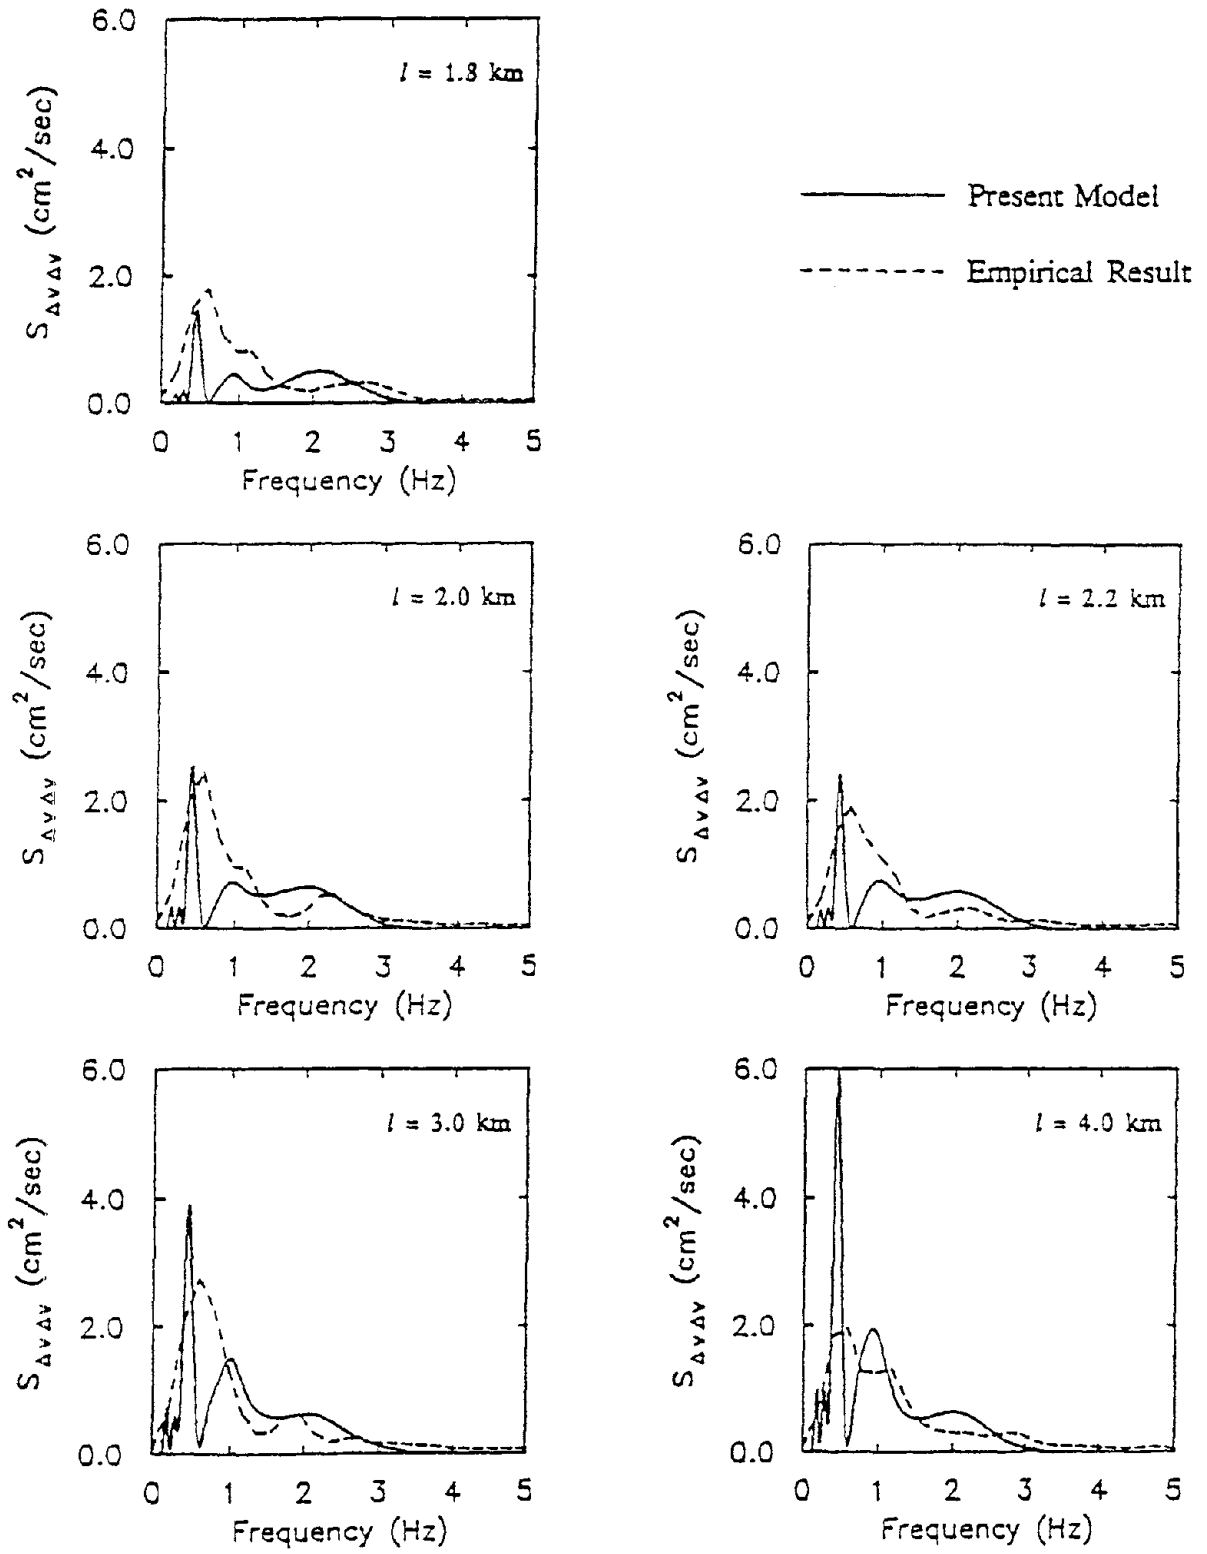 6.0
4.0
2.0
0.0
S ΔvΔv (cm²/sec)
l = 1.8 km
0 1 2 3 4 5
Frequency (Hz)
Present Model
Empirical Result
6.0
4.0
2.0
0.0
S ΔvΔv (cm²/sec)
l = 2.0 km
0 1 2 3 4 5
Frequency (Hz)
6.0
4.0
2.0
0.0
S ΔvΔv (cm²/sec)
l = 2.2 km
0 1 2 3 4 5
Frequency (Hz)
6.0
4.0
2.0
0.0
S ΔvΔv (cm²/sec)
l = 3.0 km
0 1 2 3 4 5
Frequency (Hz)
6.0
4.0
2.0
0.0
S ΔvΔv (cm²/sec)
l = 4.0 km
0 1 2 3 4 5
Frequency (Hz)